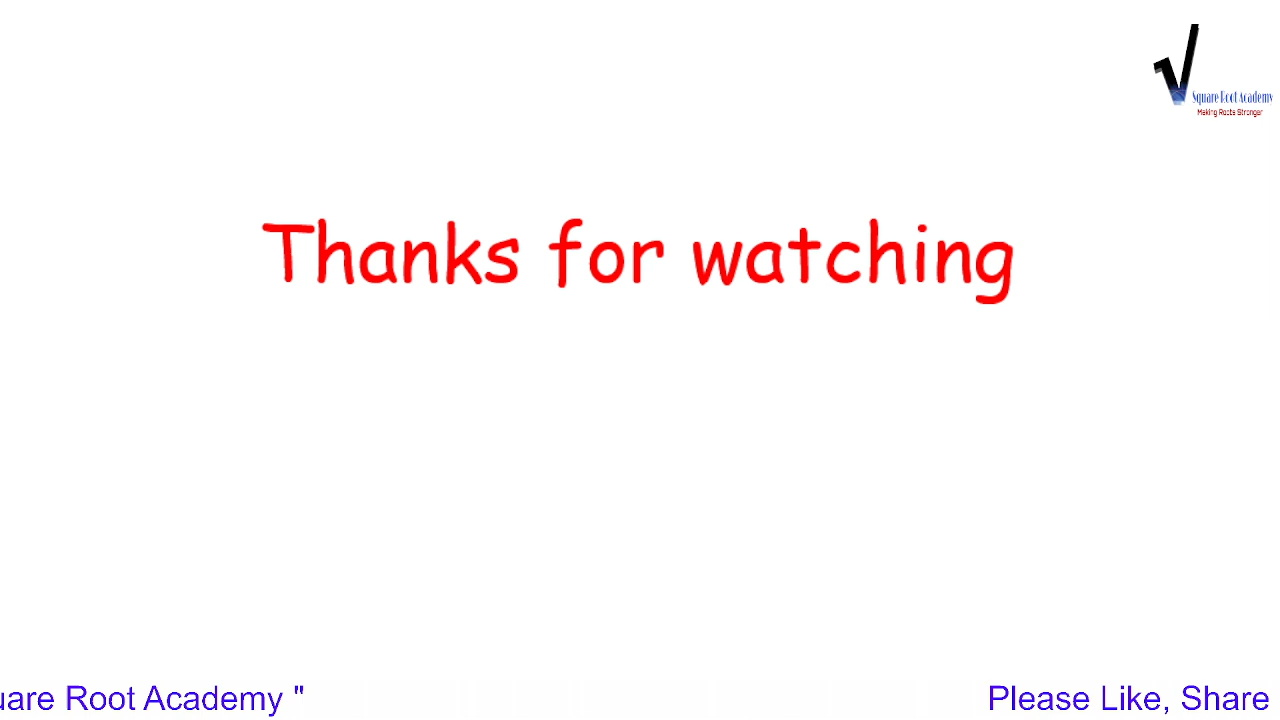 Square Root Academy
Making Roots Stronger
Thanks for watching
uare Root Academy "
Please Like, Share